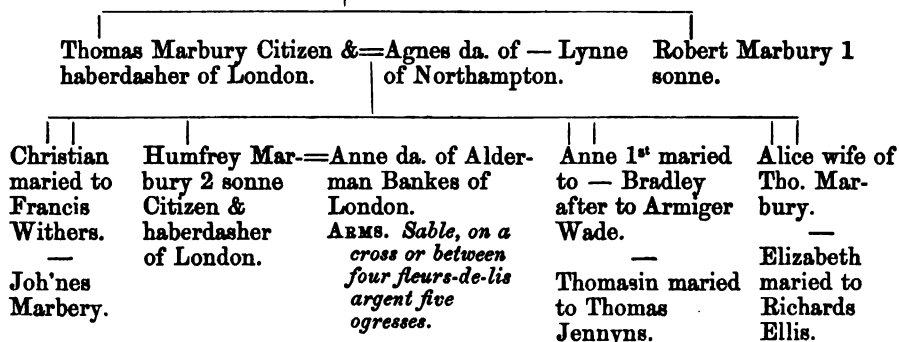 Thomas Marbury Citizen &=Agnes da. of — Lynne
haberdasher of London.
of Northampton.
Robert Marbury 1
sonne.
Christian
maried to
Francis
Withers.
—
Joh'nes
Marbery.
Humfrey Mar-=Anne da. of Alder-
bury 2 sonne
Citizen &
haberdasher
of London.
man Bankes of
London.
ARMS. Sable, on a
cross or between
four fleurs-de-lis
argent five
ogresses.
Anne 1st maried
to — Bradley
after to Armiger
Wade.
—
Thomasin maried
to Thomas
Jennyns.
Alice wife of
Tho. Mar-
bury.
—
Elizabeth
maried to
Richards
Ellis.